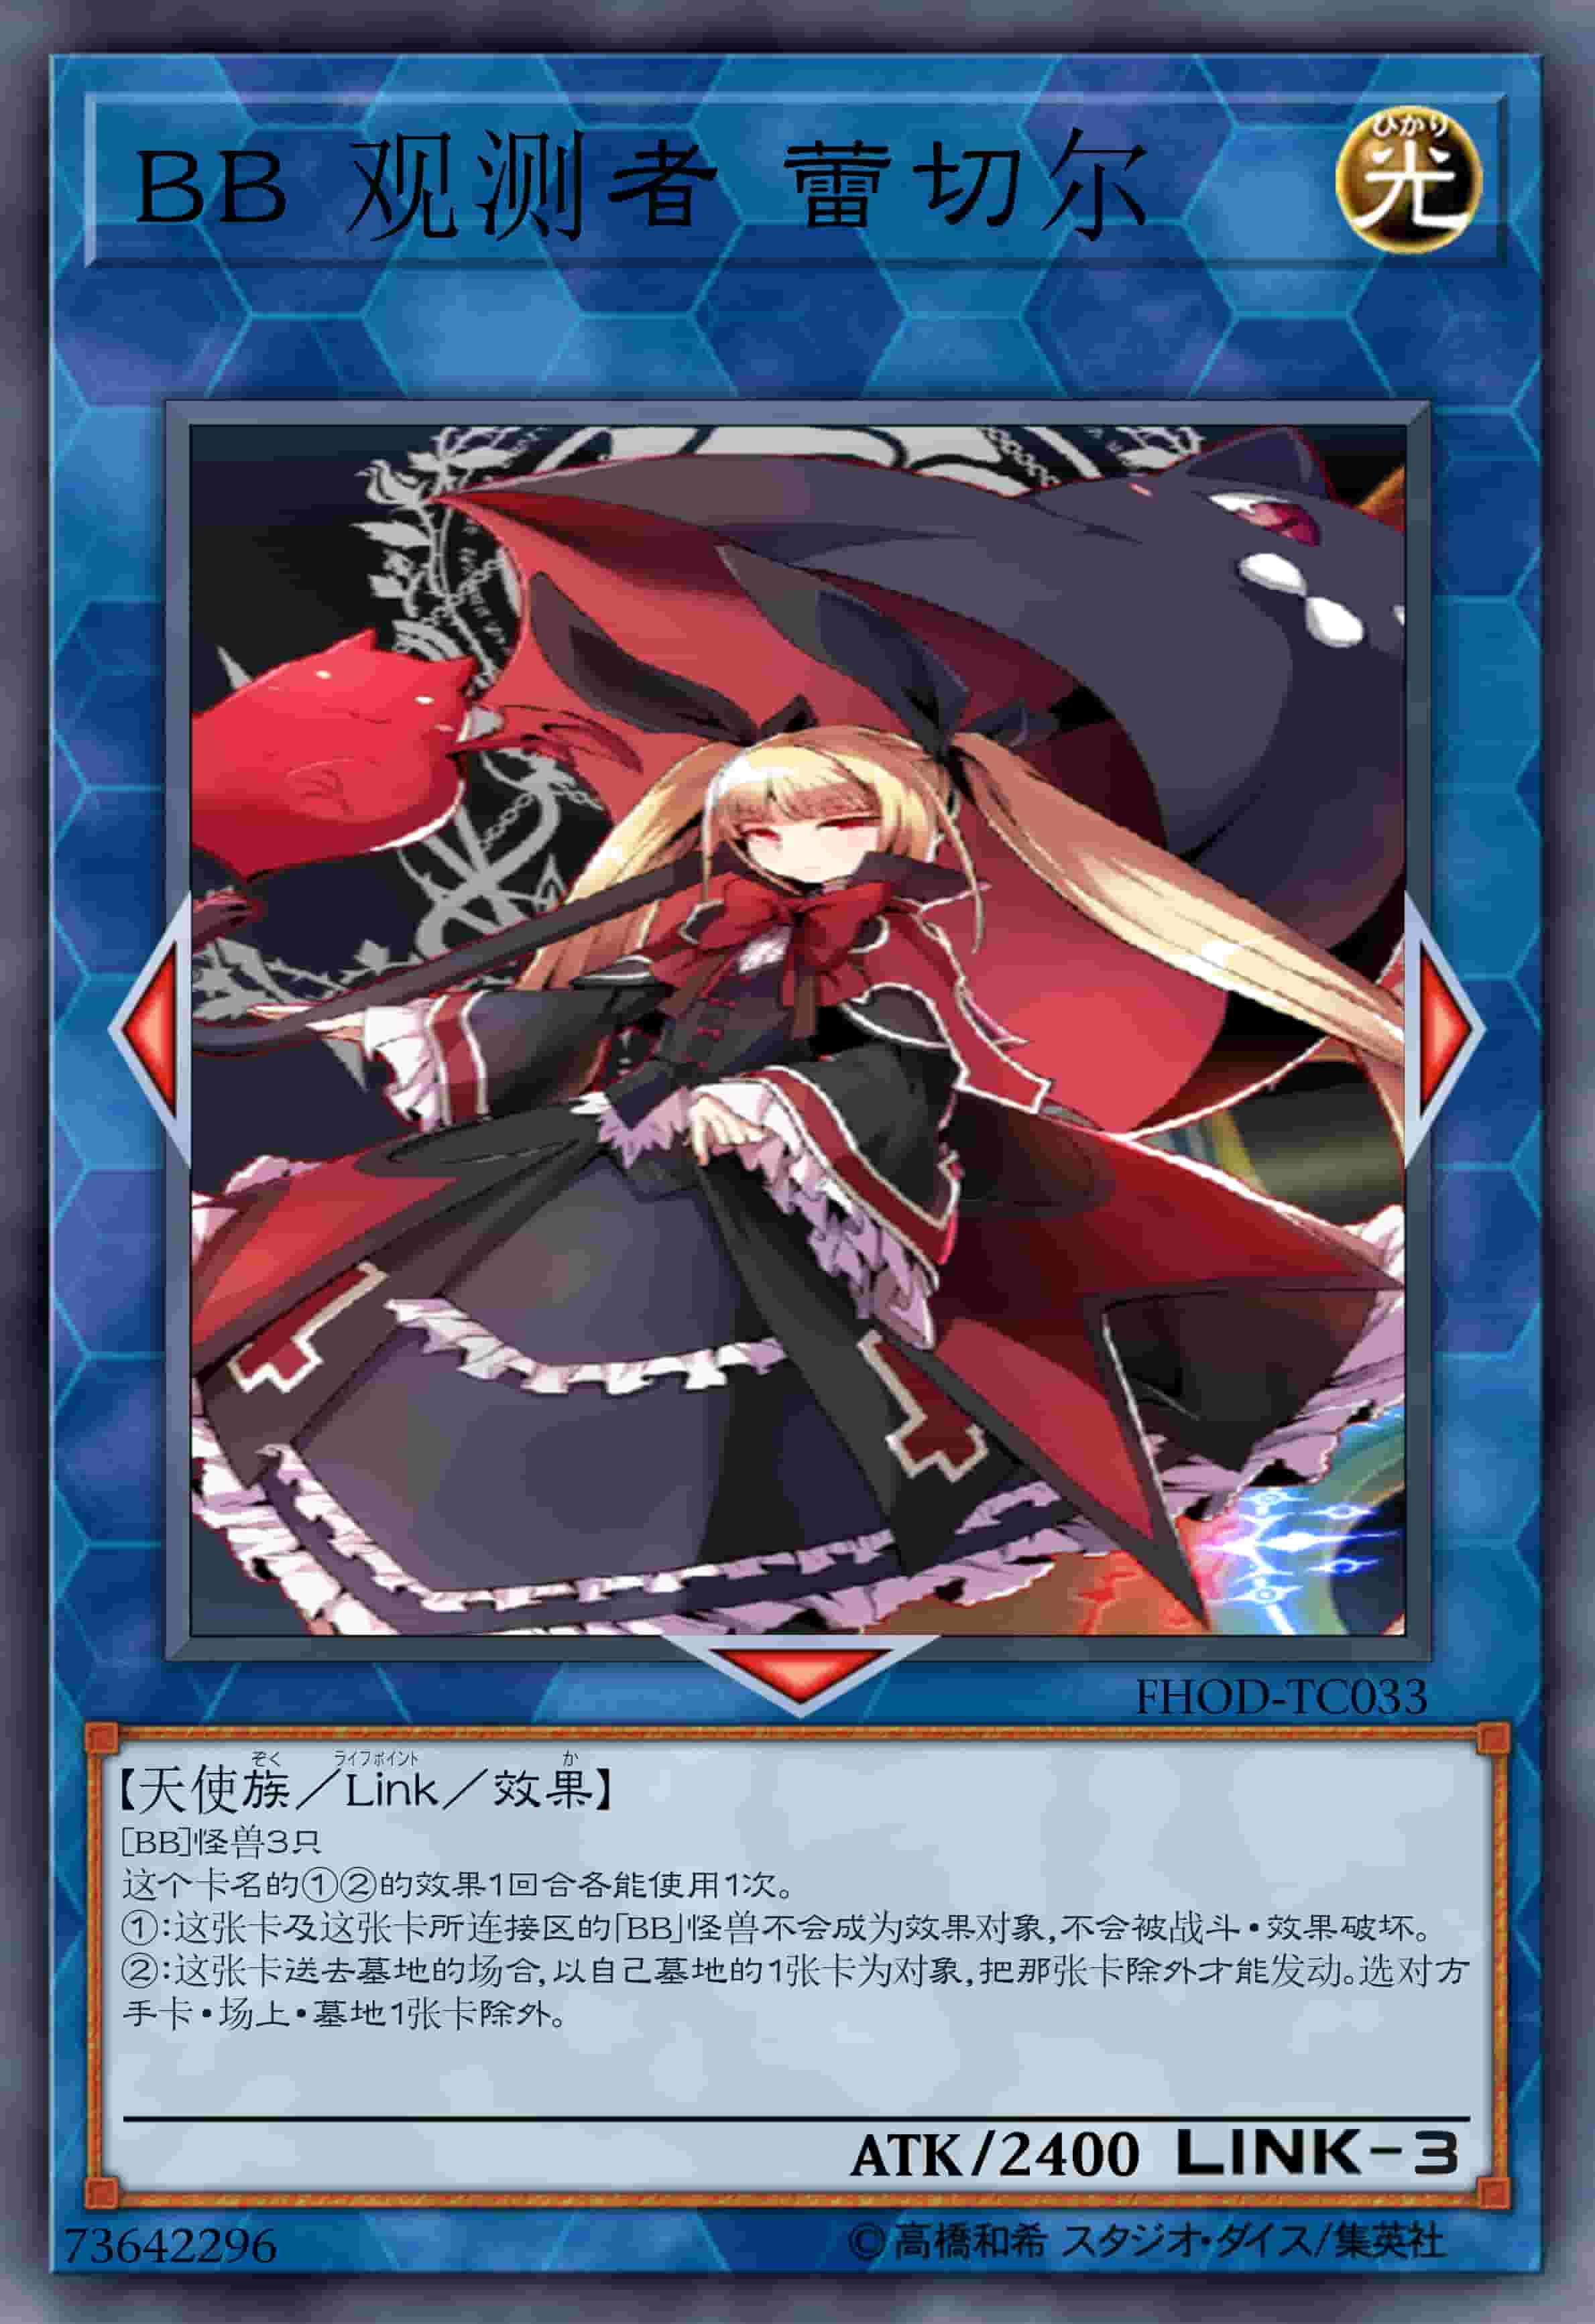 BB 观测者 蕾切尔
ひかり
光
FHOD-TC033
ぞく ライフポイント か
【天使族／Link／效果】
[BB]怪兽3只
这个卡名的①②的效果1回合各能使用1次。
①:这张卡及这张卡所连接区的「BB」怪兽不会成为效果对象,不会被战斗·效果破坏。
②:这张卡送去墓地的场合,以自己墓地的1张卡为对象,把那张卡除外才能发动。选对方
手卡·场上·墓地1张卡除外。
ATK/2400 LINK-3
73642296
©高橋和希 スタジオ・ダイス/集英社